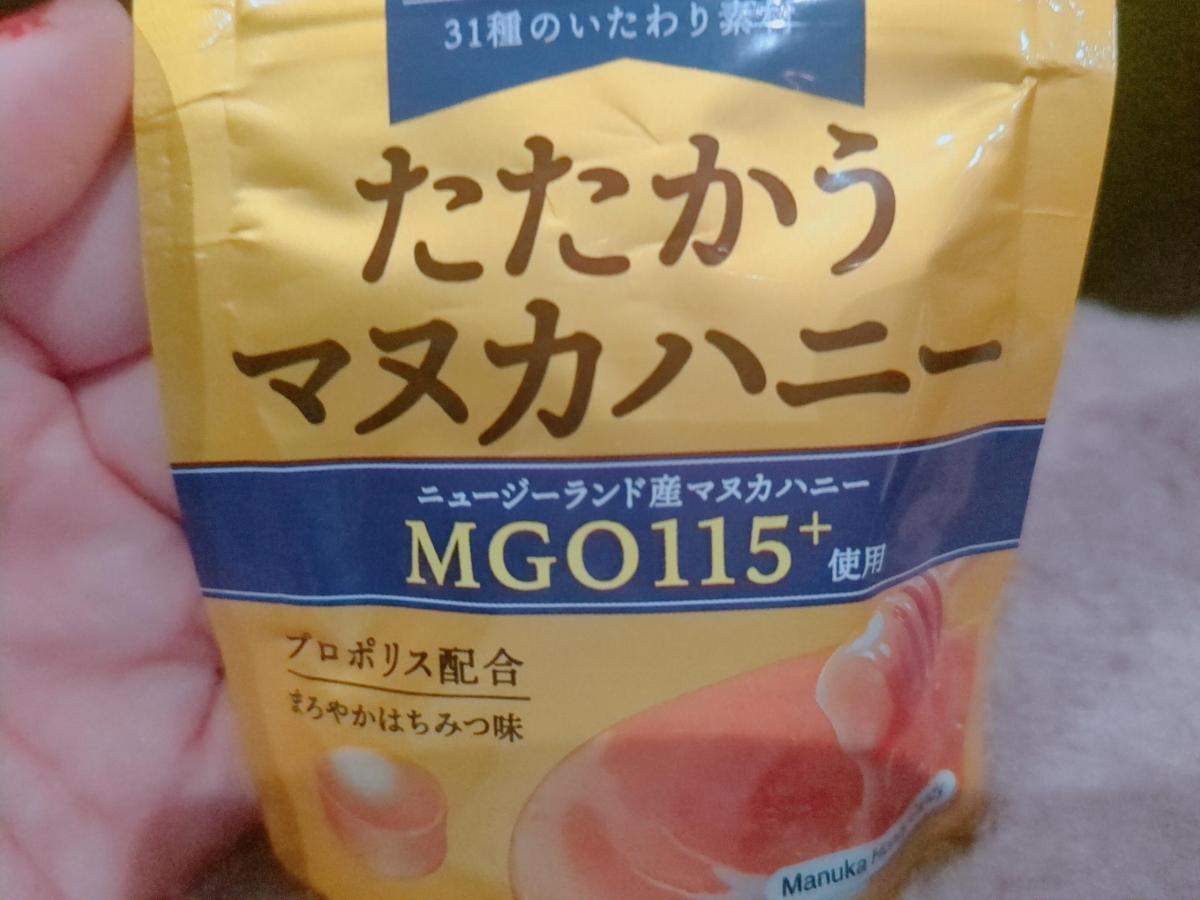 31種のいたわり素材
たたかう
マヌカハニー
ニュージーランド産マヌカハニー
MGO115+使用
プロポリス配合
まろやかはちみつ味
Manuka